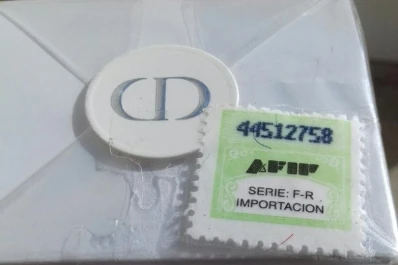 CD
44512758
AFIP
SERIE: F-R
IMPORTACION